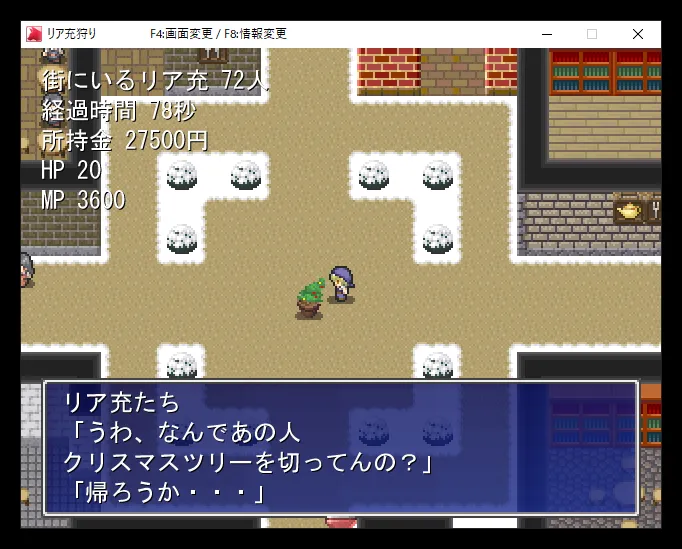 リア充狩り F4:画面変更 / F8:情報変更
街にいるリア充 72人
経過時間 78秒
所持金 27500円
HP 20
MP 3600
リア充たち
「うわ、なんであの人
クリスマスツリーを切ってんの？」
「帰ろうか・・・」